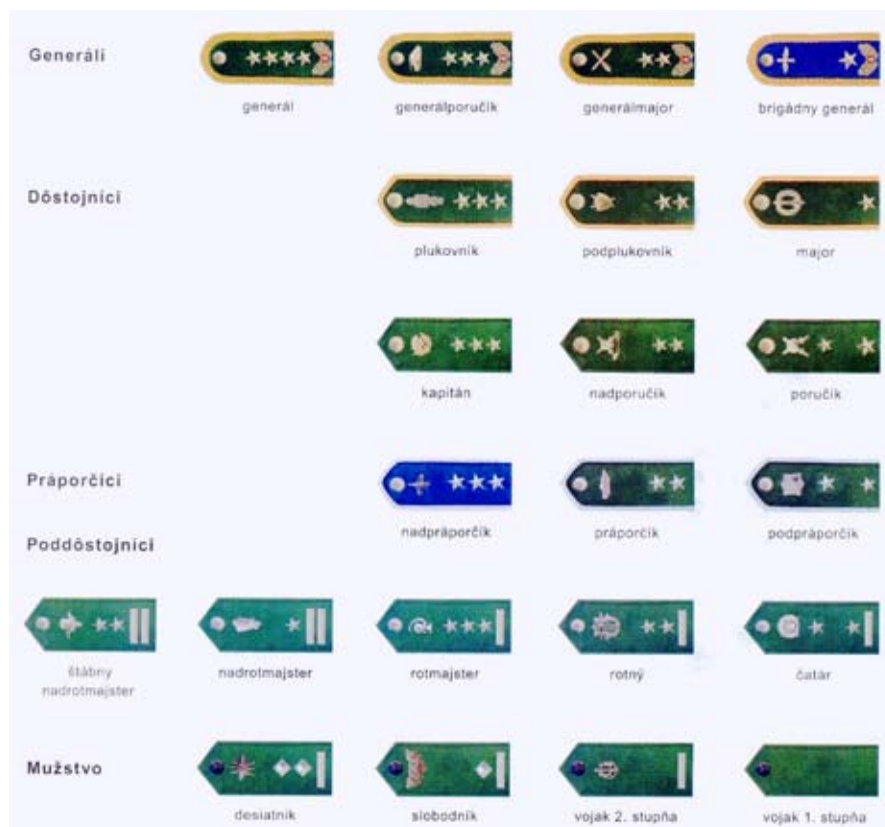 Generáli
generál generálporučík generálmajor brigádny generál
Dôstojníci
plukovník podplukovník major
kapitán nadporučík poručík
Práporčíci
nadpráporčík práporčík podpráporčík
Poddôstojníci
štábny nadrotmajster
nadrotmajster rotmajster rotný čatár
Mužstvo
desiatnik slobodník vojak 2. stupňa vojak 1. stupňa